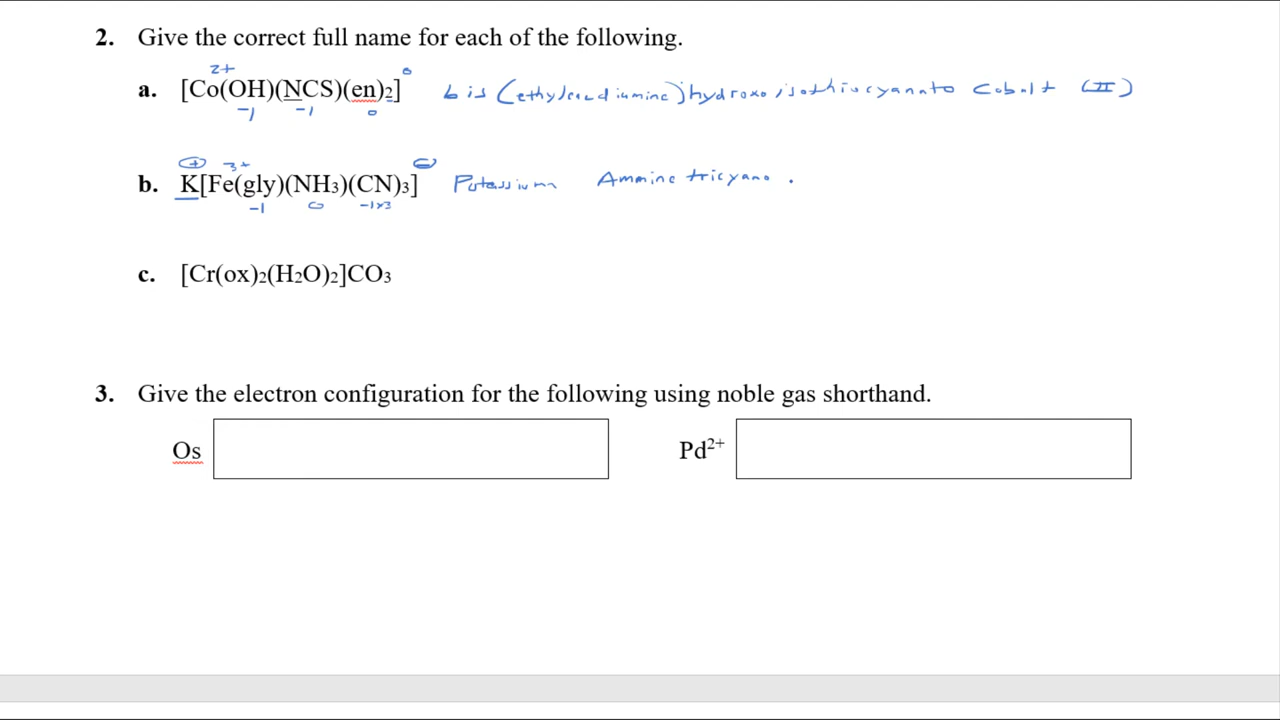 2. Give the correct full name for each of the following.
2+ 0
a. [Co(OH)(NCS)(en)2] bis (ethylenediamine)hydroxo isothiocyanato Cobalt (II)
-1 -1 0
+ 3+ -
b. K[Fe(gly)(NH3)(CN)3] Potassium Ammine tricyano .
-1 0 -1x3
c. [Cr(ox)2(H2O)2]CO3
3. Give the electron configuration for the following using noble gas shorthand.
Os Pd2+